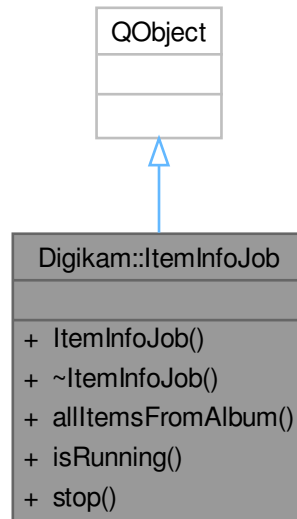 QObject
Digikam::ItemInfoJob
+ ItemInfoJob()
+ ~ItemInfoJob()
+ allItemsFromAlbum()
+ isRunning()
+ stop()